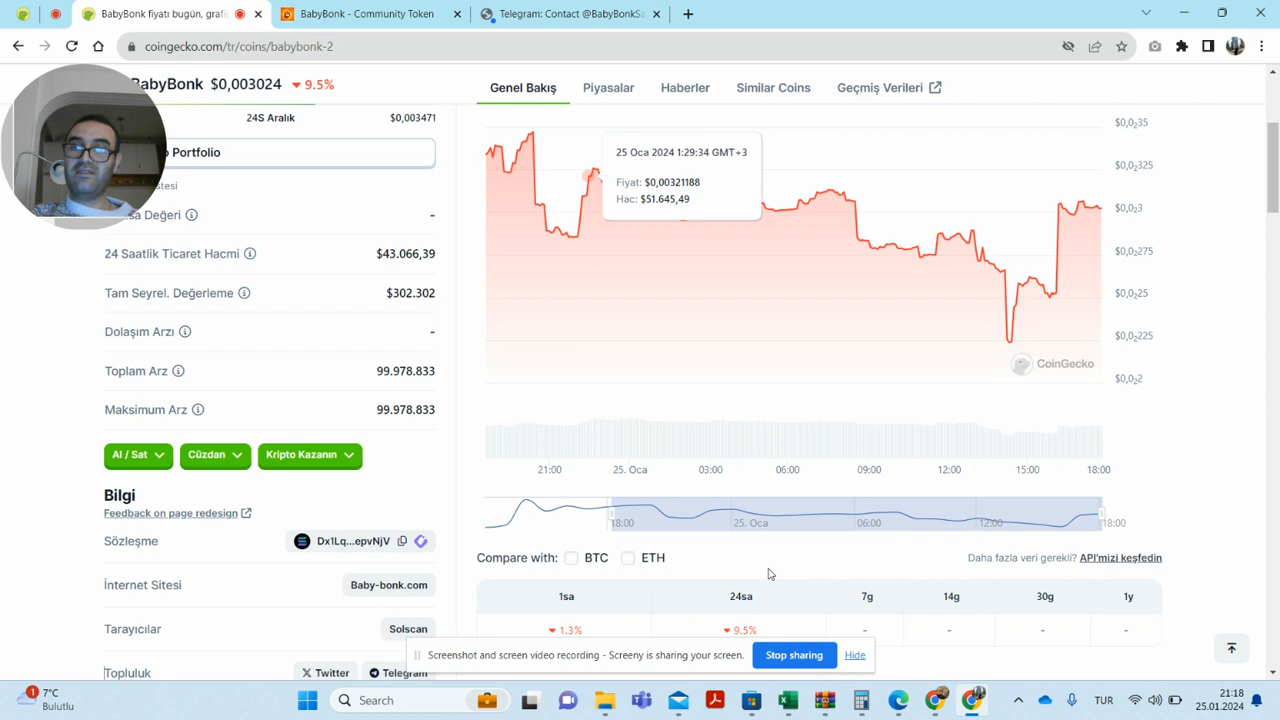 BabyBonk fiyatı bugün, grafiğ
BabyBonk - Community Token
Telegram: Contact @BabyBonkSo
coingecko.com/tr/coins/babybonk-2
BabyBonk $0,003024 9.5%
24S Aralık $0,003471
Portfolio
Değeri -
24 Saatlik Ticaret Hacmi $43.066,39
Tam Seyrel. Değerleme $302.302
Dolaşım Arzı -
Toplam Arz 99.978.833
Maksimum Arz 99.978.833
Al / Sat Cüzdan Kripto Kazanın
Bilgi
Feedback on page redesign
Sözleşme Dx1Lq...epvNjV
İnternet Sitesi Baby-bonk.com
Tarayıcılar Solscan
Topluluk Twitter Telegram
Genel Bakış Piyasalar Haberler Similar Coins Geçmiş Verileri
25 Oca 2024 1:29:34 GMT+3
Fiyat: $0,00321188
Hac: $51.645,49
$0,0₂35
$0,0₂325
$0,0₂3
$0,0₂275
$0,0₂25
$0,0₂225
$0,0₂2
CoinGecko
21:00 25. Oca 03:00 06:00 09:00 12:00 15:00 18:00
18:00 25. Oca 06:00 12:00 18:00
Compare with: BTC ETH
Daha fazla veri gerekli? API'mizi keşfedin
1sa 24sa 7g 14g 30g 1y
1.3% 9.5% - - - -
Screenshot and screen video recording - Screeny is sharing your screen. Stop sharing Hide
1 7°C
Bulutlu
Search
TUR
21:18
25.01.2024